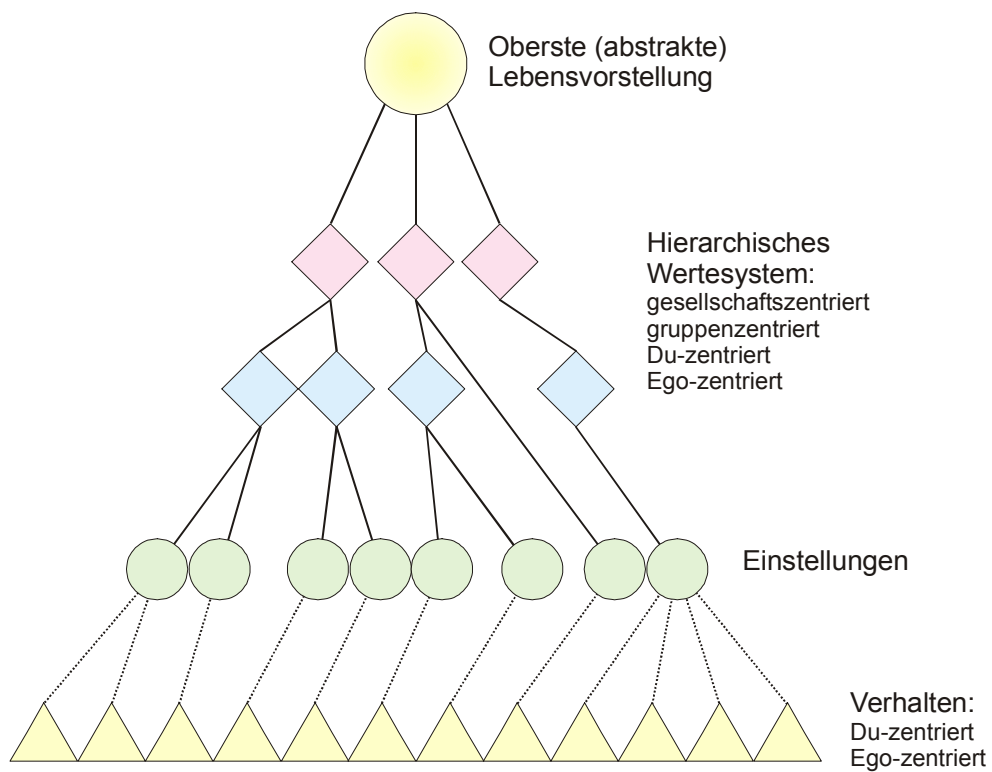 Oberste (abstrakte)
Lebensvorstellung
Hierarchisches
Wertesystem:
gesellschaftszentriert
gruppenzentriert
Du-zentriert
Ego-zentriert
Einstellungen
Verhalten:
Du-zentriert
Ego-zentriert